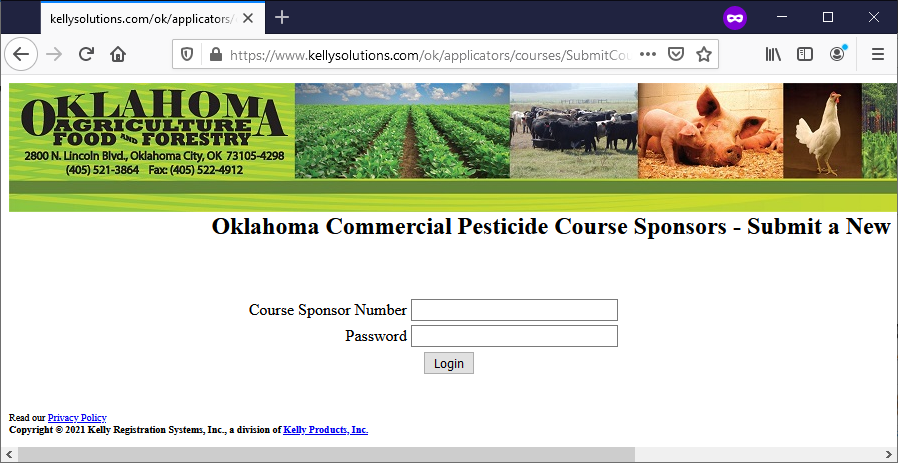 kellysolutions.com/ok/applicators/
https://www.kellysolutions.com/ok/applicators/courses/SubmitCou
OKLAHOMA
AGRICULTURE
FOOD AND FORESTRY
2800 N. Lincoln Blvd., Oklahoma City, OK 73105-4298
(405) 521-3864 Fax: (405) 522-4912
Oklahoma Commercial Pesticide Course Sponsors - Submit a New
Course Sponsor Number
Password
Login
Read our Privacy Policy
Copyright © 2021 Kelly Registration Systems, Inc., a division of Kelly Products, Inc.